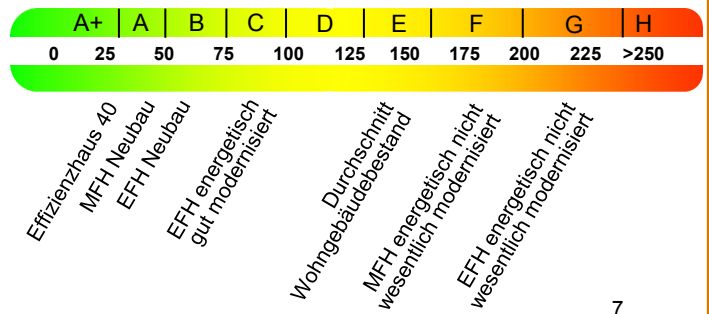 A+ A B C D E F G H
0 25 50 75 100 125 150 175 200 225 >250
Effizienzhaus 40
MFH Neubau
EFH Neubau
EFH energetisch
gut modernisiert
Durchschnitt
Wohngebäudebestand
MFH energetisch nicht
wesentlich modernisiert
EFH energetisch nicht
wesentlich modernisiert
7